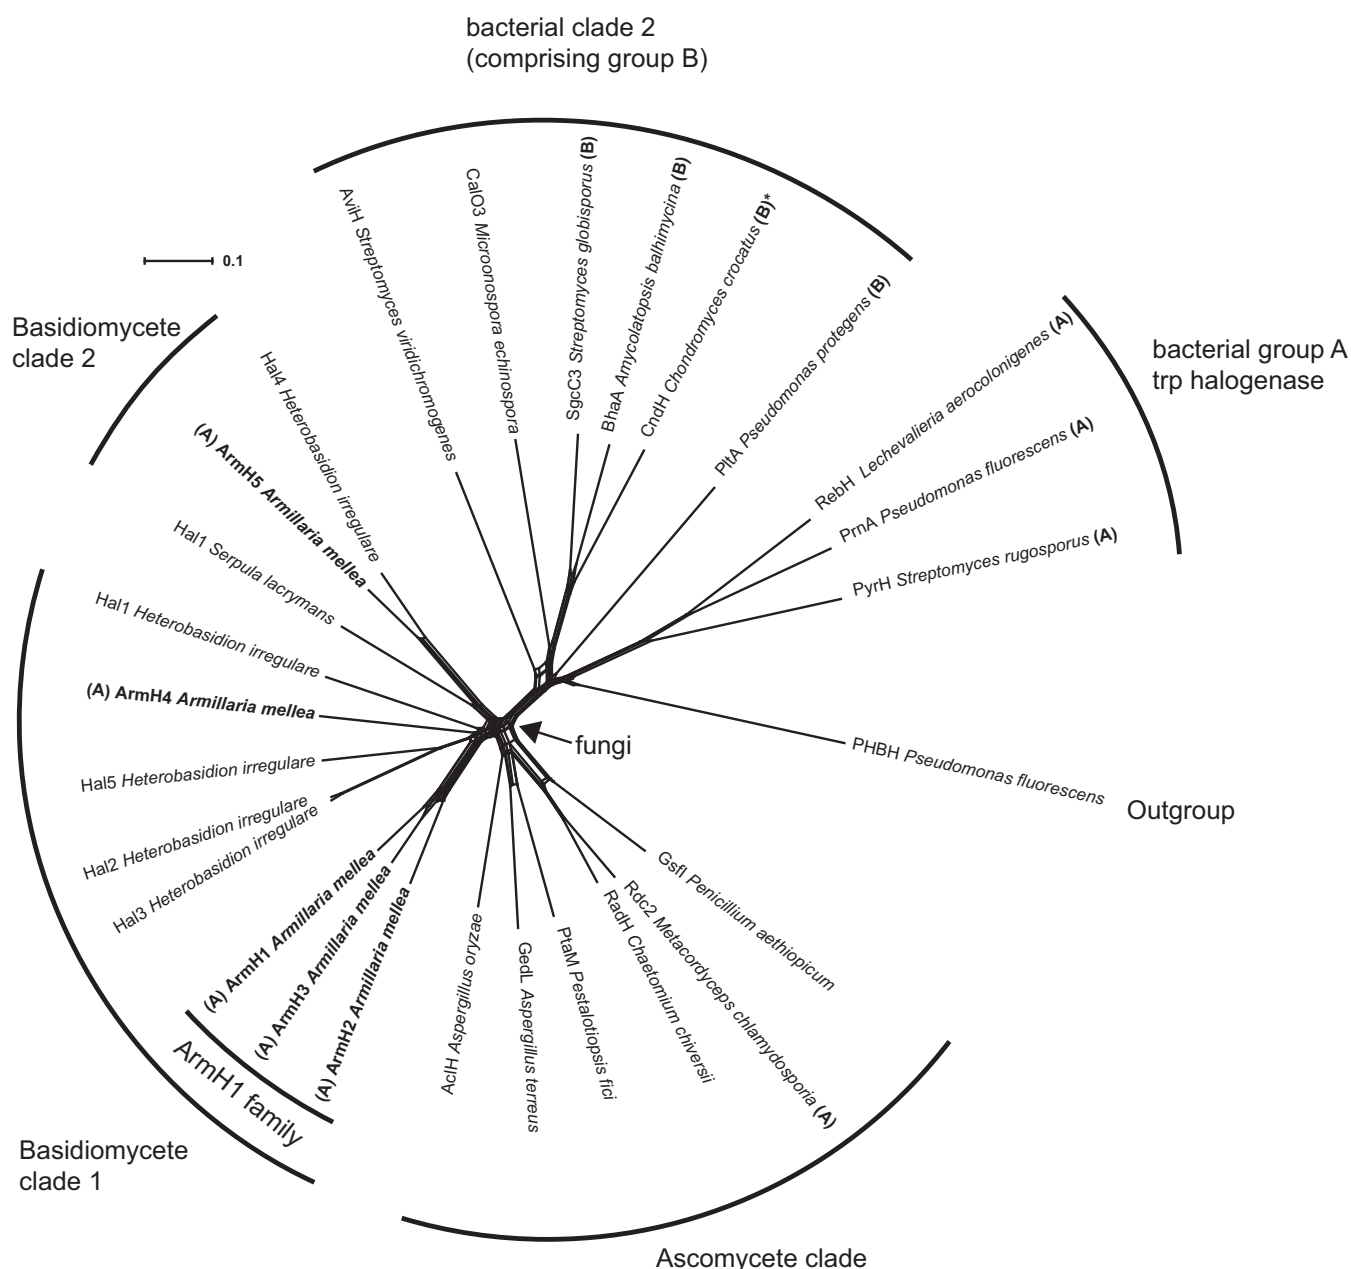 bacterial clade 2
(comprising group B)
AviH Streptomyces viridichromogenes
CalO3 Microonospora echinospora
SgcC3 Streptomyces globisporus (B)
BhaA Amycolatopsis balhimycina (B)
CndH Chondromyces crocatus (B)*
PltA Pseudomonas protegens (B)
0.1
Basidiomycete
clade 2
Hal4 Heterobasidion irregulare
(A) ArmH5 Armillaria mellea
bacterial group A
trp halogenase
RebH Lechevalieria aerocolonigenes (A)
PrnA Pseudomonas fluorescens (A)
PyrH Streptomyces rugosporus (A)
Hal1 Serpula lacrymans
Hal1 Heterobasidion irregulare
(A) ArmH4 Armillaria mellea
Hal5 Heterobasidion irregulare
Hal2 Heterobasidion irregulare
Hal3 Heterobasidion irregulare
(A) ArmH1 Armillaria mellea
(A) ArmH3 Armillaria mellea
(A) ArmH2 Armillaria mellea
ArmH1 family
Basidiomycete
clade 1
fungi
PHBH Pseudomonas fluorescens
Outgroup
AclH Aspergillus oryzae
GedL Aspergillus terreus
PtaM Pestalotiopsis fici
RadH Chaetomium chiversii
Rdc2 Metacordyceps chlamydosporia (A)
GsfI Penicillium aethiopicum
Ascomycete clade